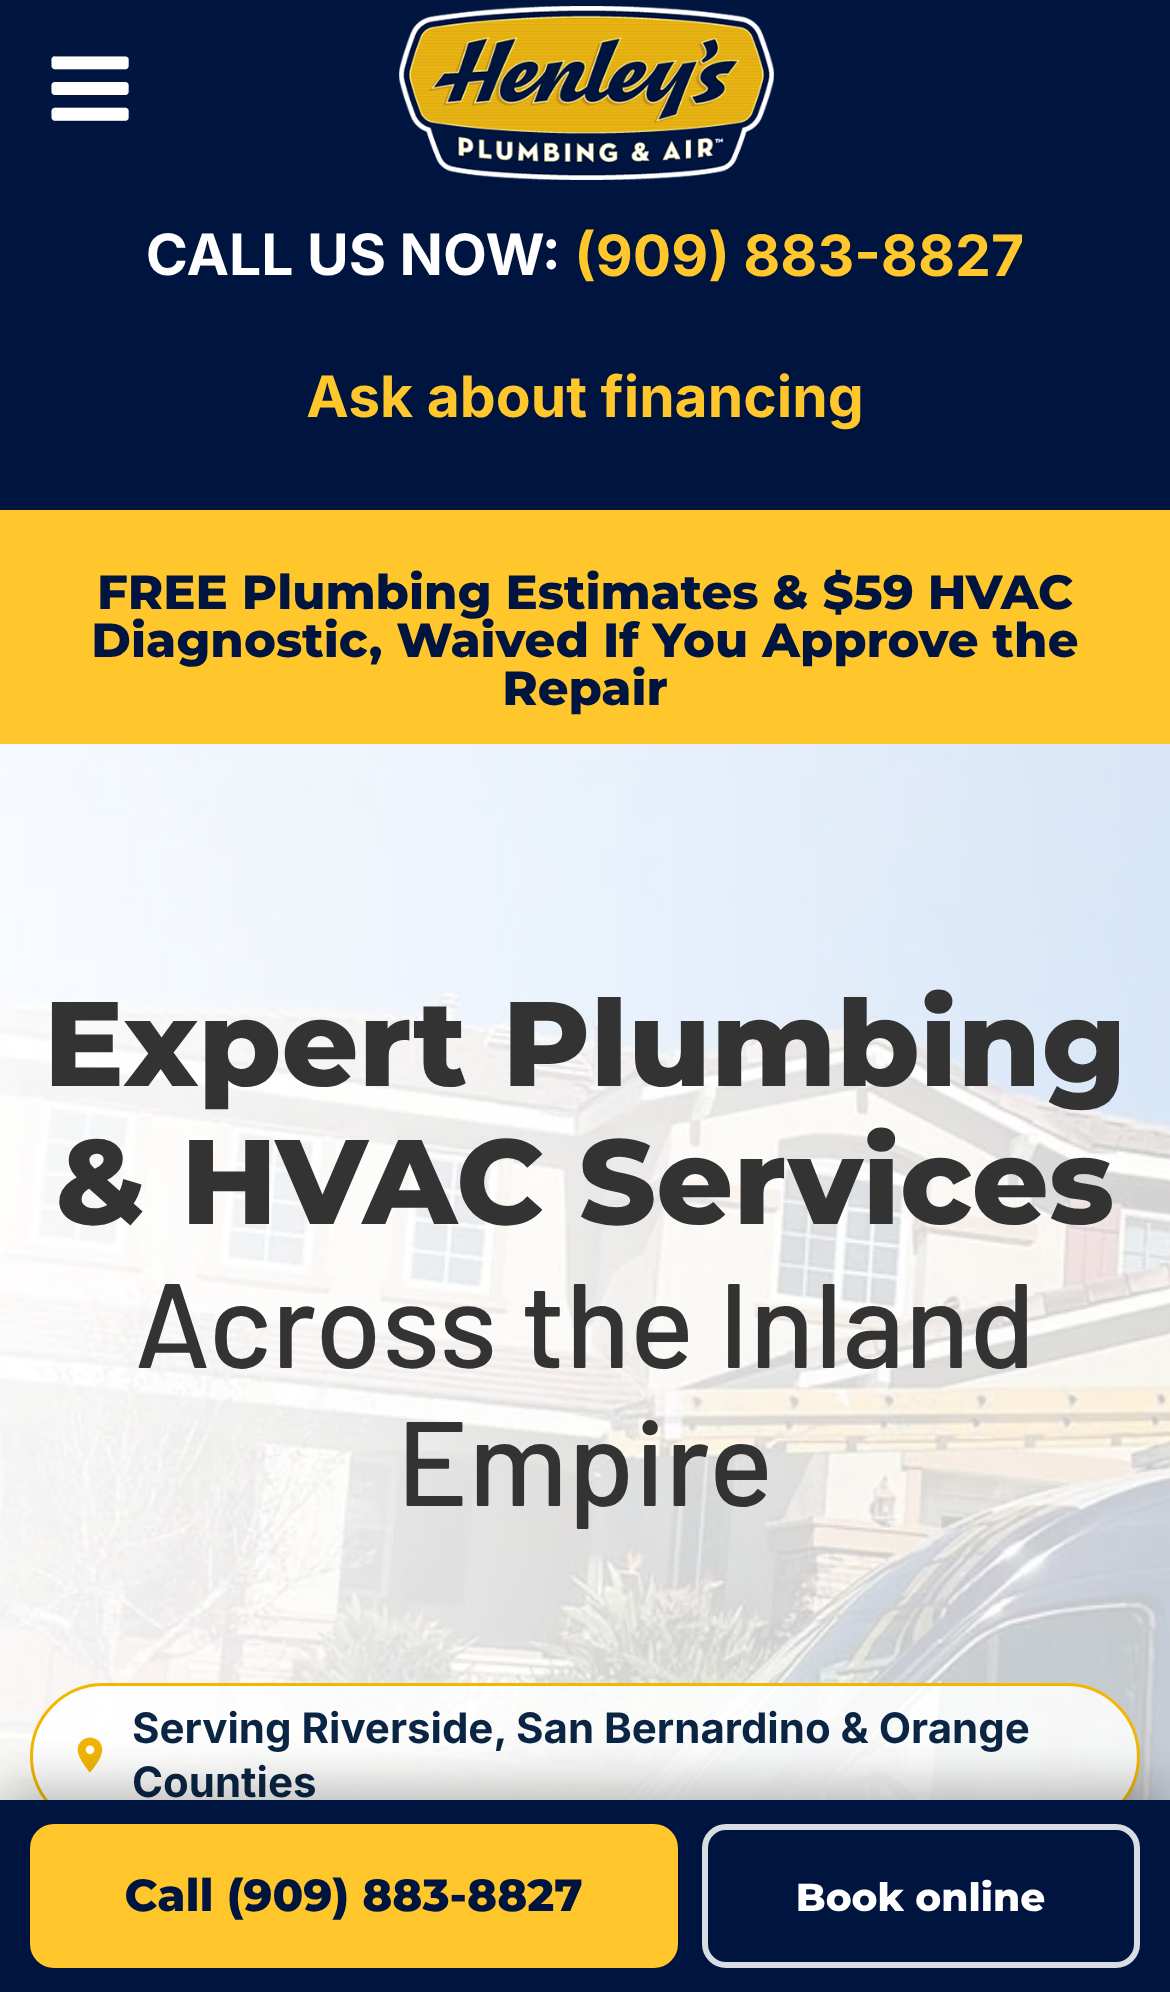 Henley's
PLUMBING & AIR™
CALL US NOW: (909) 883-8827
Ask about financing
FREE Plumbing Estimates & $59 HVAC
Diagnostic, Waived If You Approve the
Repair
Expert Plumbing
& HVAC Services
Across the Inland
Empire
Serving Riverside, San Bernardino & Orange
Counties
Call (909) 883-8827
Book online